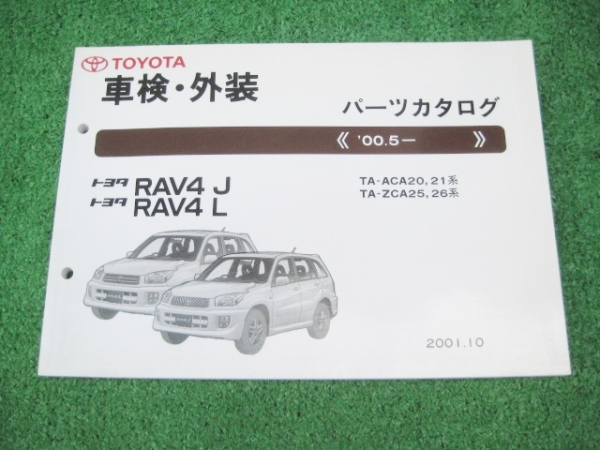 TOYOTA
車検・外装
パーツカタログ
《 '00.5− 》
トヨタ RAV4 J
トヨタ RAV4 L
TA-ACA20, 21系
TA-ZCA25, 26系
2001.10